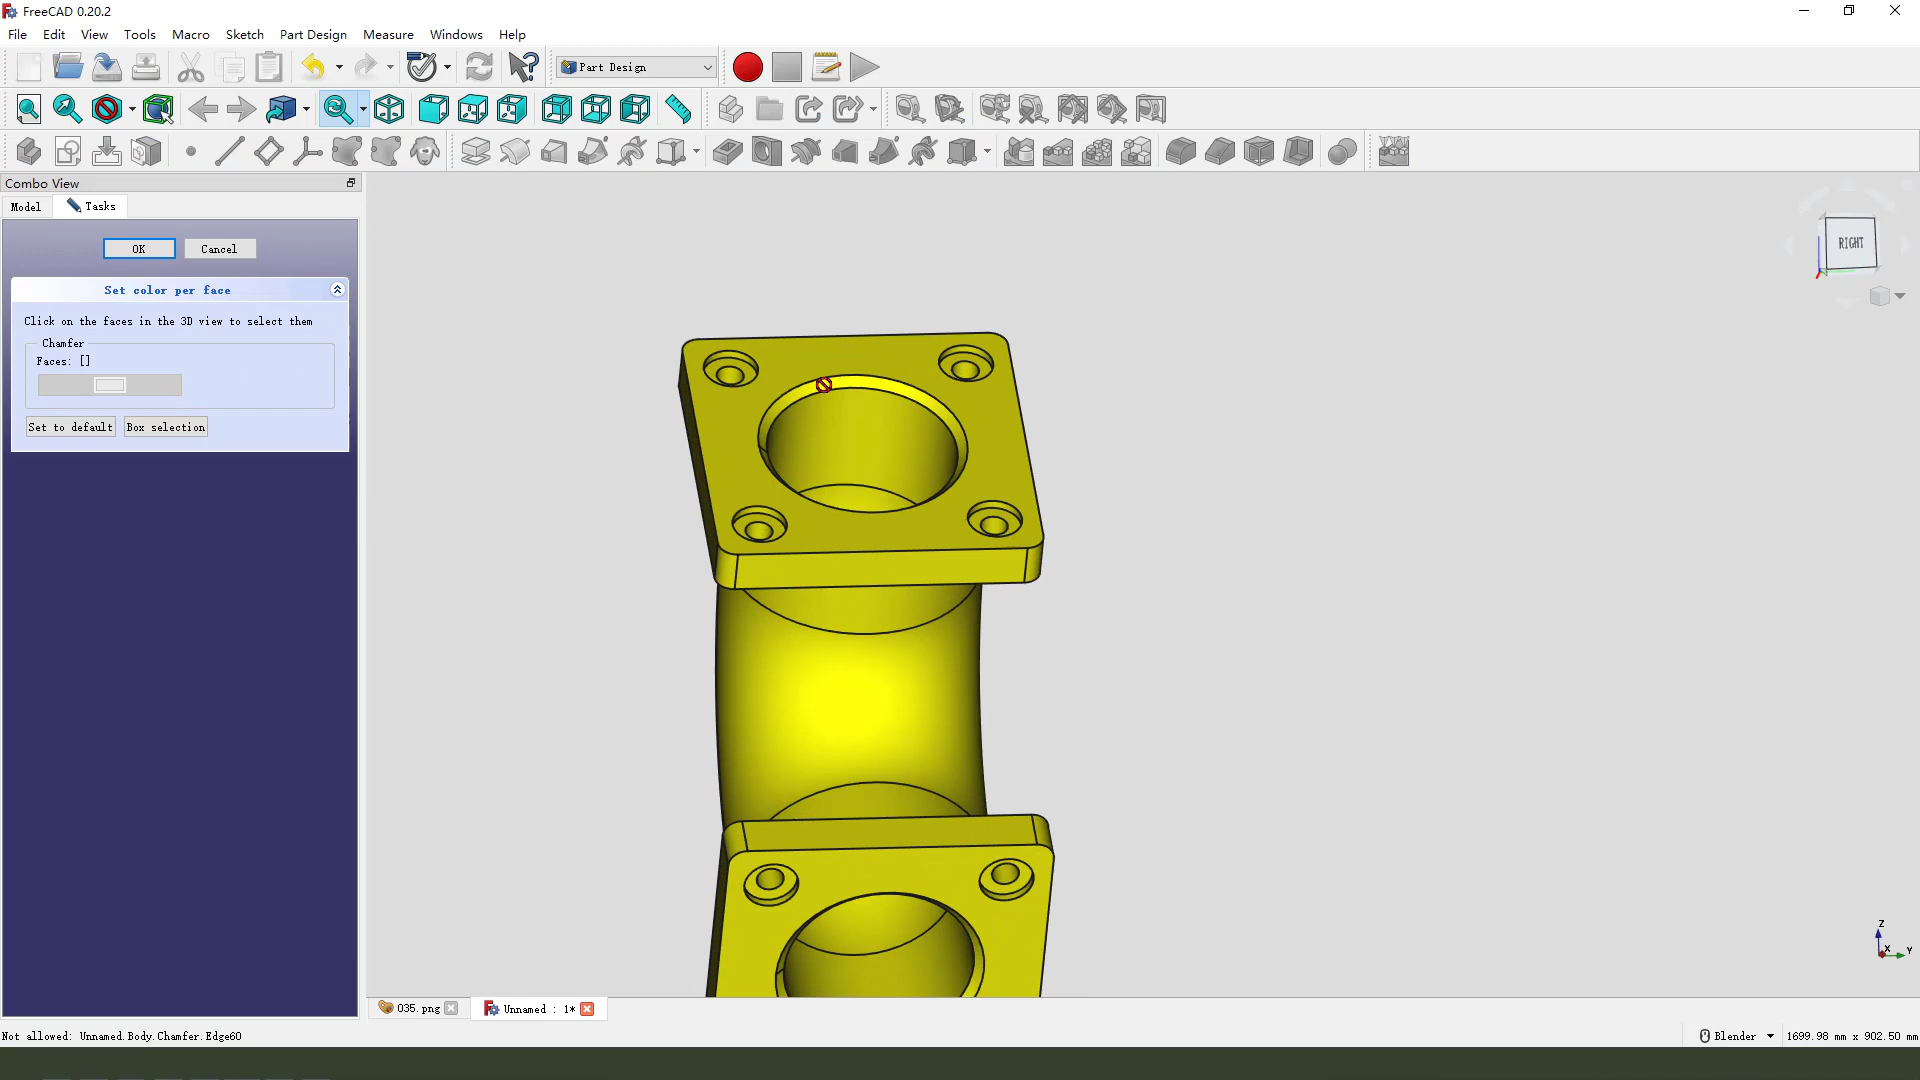 FreeCAD 0.20.2
File Edit View Tools Macro Sketch Part Design Measure Windows Help
Part Design
Combo View
Model Tasks
OK Cancel
Set color per face
Click on the faces in the 3D view to select them
Chamfer
Faces: []
Set to default Box selection
RIGHT
Z
X Y
035.png Unnamed : 1*
Not allowed: Unnamed.Body.Chamfer.Edge60
Blender 1699.98 mm x 902.50 mm